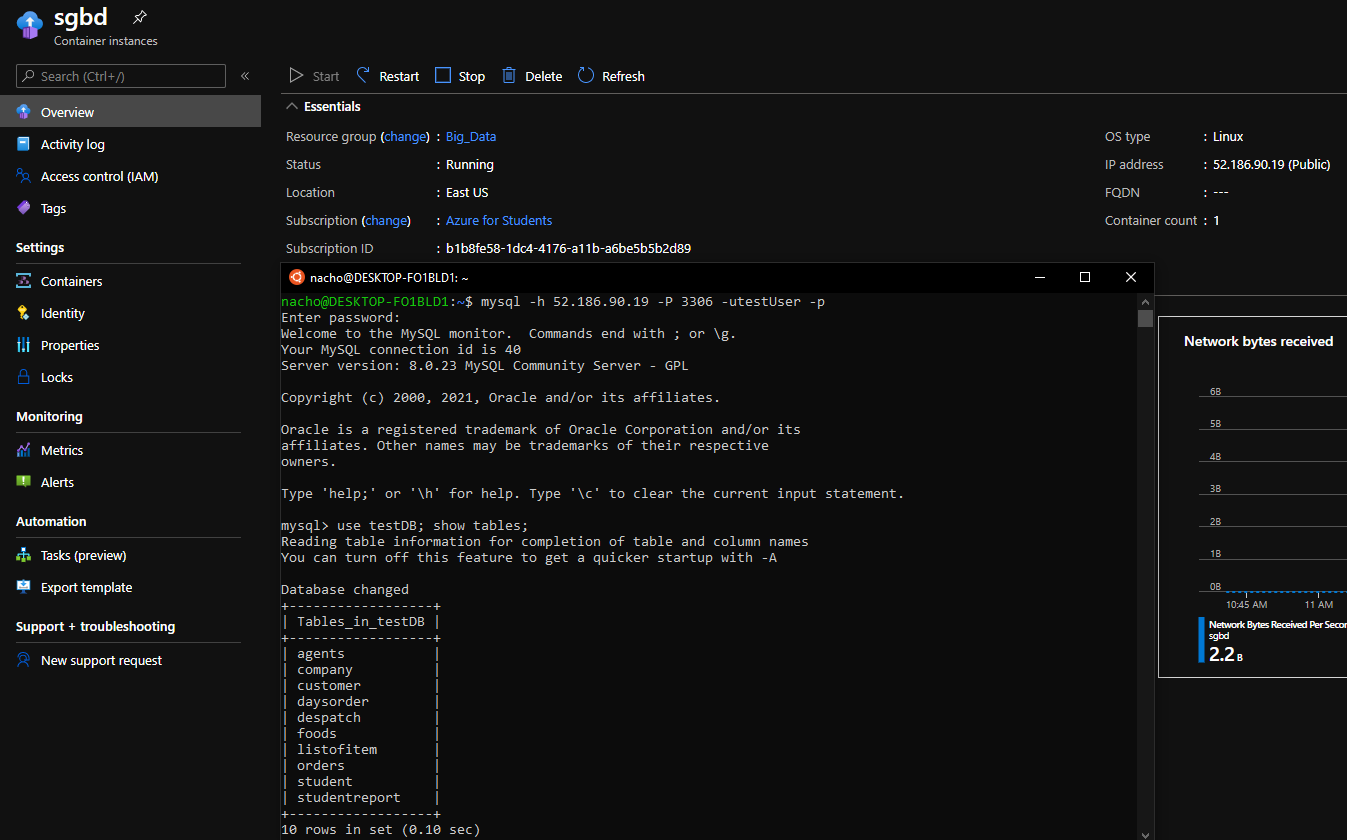 sgbd
Container instances
Search (Ctrl+/)
«
Overview
Activity log
Access control (IAM)
Tags
Settings
Containers
Identity
Properties
Locks
Monitoring
Metrics
Alerts
Automation
Tasks (preview)
Export template
Support + troubleshooting
New support request
Start Restart Stop Delete Refresh
Essentials
Resource group (change) : Big_Data
Status : Running
Location : East US
Subscription (change) : Azure for Students
Subscription ID : b1b8fe58-1dc4-4176-a11b-a6be5b5b2d89
OS type : Linux
IP address : 52.186.90.19 (Public)
FQDN : ---
Container count : 1
nacho@DESKTOP-FO1BLD1: ~
nacho@DESKTOP-FO1BLD1:~$ mysql -h 52.186.90.19 -P 3306 -utestUser -p
Enter password:
Welcome to the MySQL monitor.  Commands end with ; or \g.
Your MySQL connection id is 40
Server version: 8.0.23 MySQL Community Server - GPL
Copyright (c) 2000, 2021, Oracle and/or its affiliates.
Oracle is a registered trademark of Oracle Corporation and/or its
affiliates. Other names may be trademarks of their respective
owners.
Type 'help;' or '\h' for help. Type '\c' to clear the current input statement.
mysql> use testDB; show tables;
Reading table information for completion of table and column names
You can turn off this feature to get a quicker startup with -A
Database changed
+------------------+
| Tables_in_testDB |
+------------------+
| agents           |
| company          |
| customer         |
| daysorder        |
| despatch         |
| foods            |
| listofitem       |
| orders           |
| student          |
| studentreport    |
+------------------+
10 rows in set (0.10 sec)
Network bytes received
6B
5B
4B
3B
2B
1B
0B
10:45 AM 11 AM
Network Bytes Received Per Secon
sgbd
2.2 B